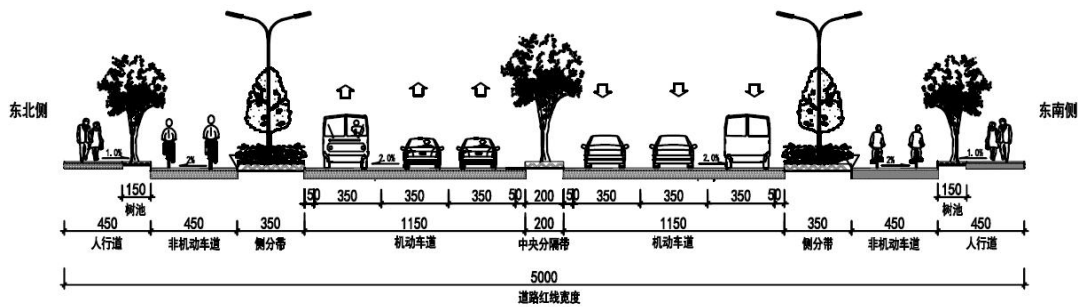 东北侧
东南侧
1.0% 2% 2.0% 2.0% 2% 1.0%
150 50 350 350 350 50 200 50 350 350 350 50 150
树池 树池
450 450 350 1150 200 1150 350 450 450
人行道 非机动车道 侧分带 机动车道 中央分隔带 机动车道 侧分带 非机动车道 人行道
5000
道路红线宽度